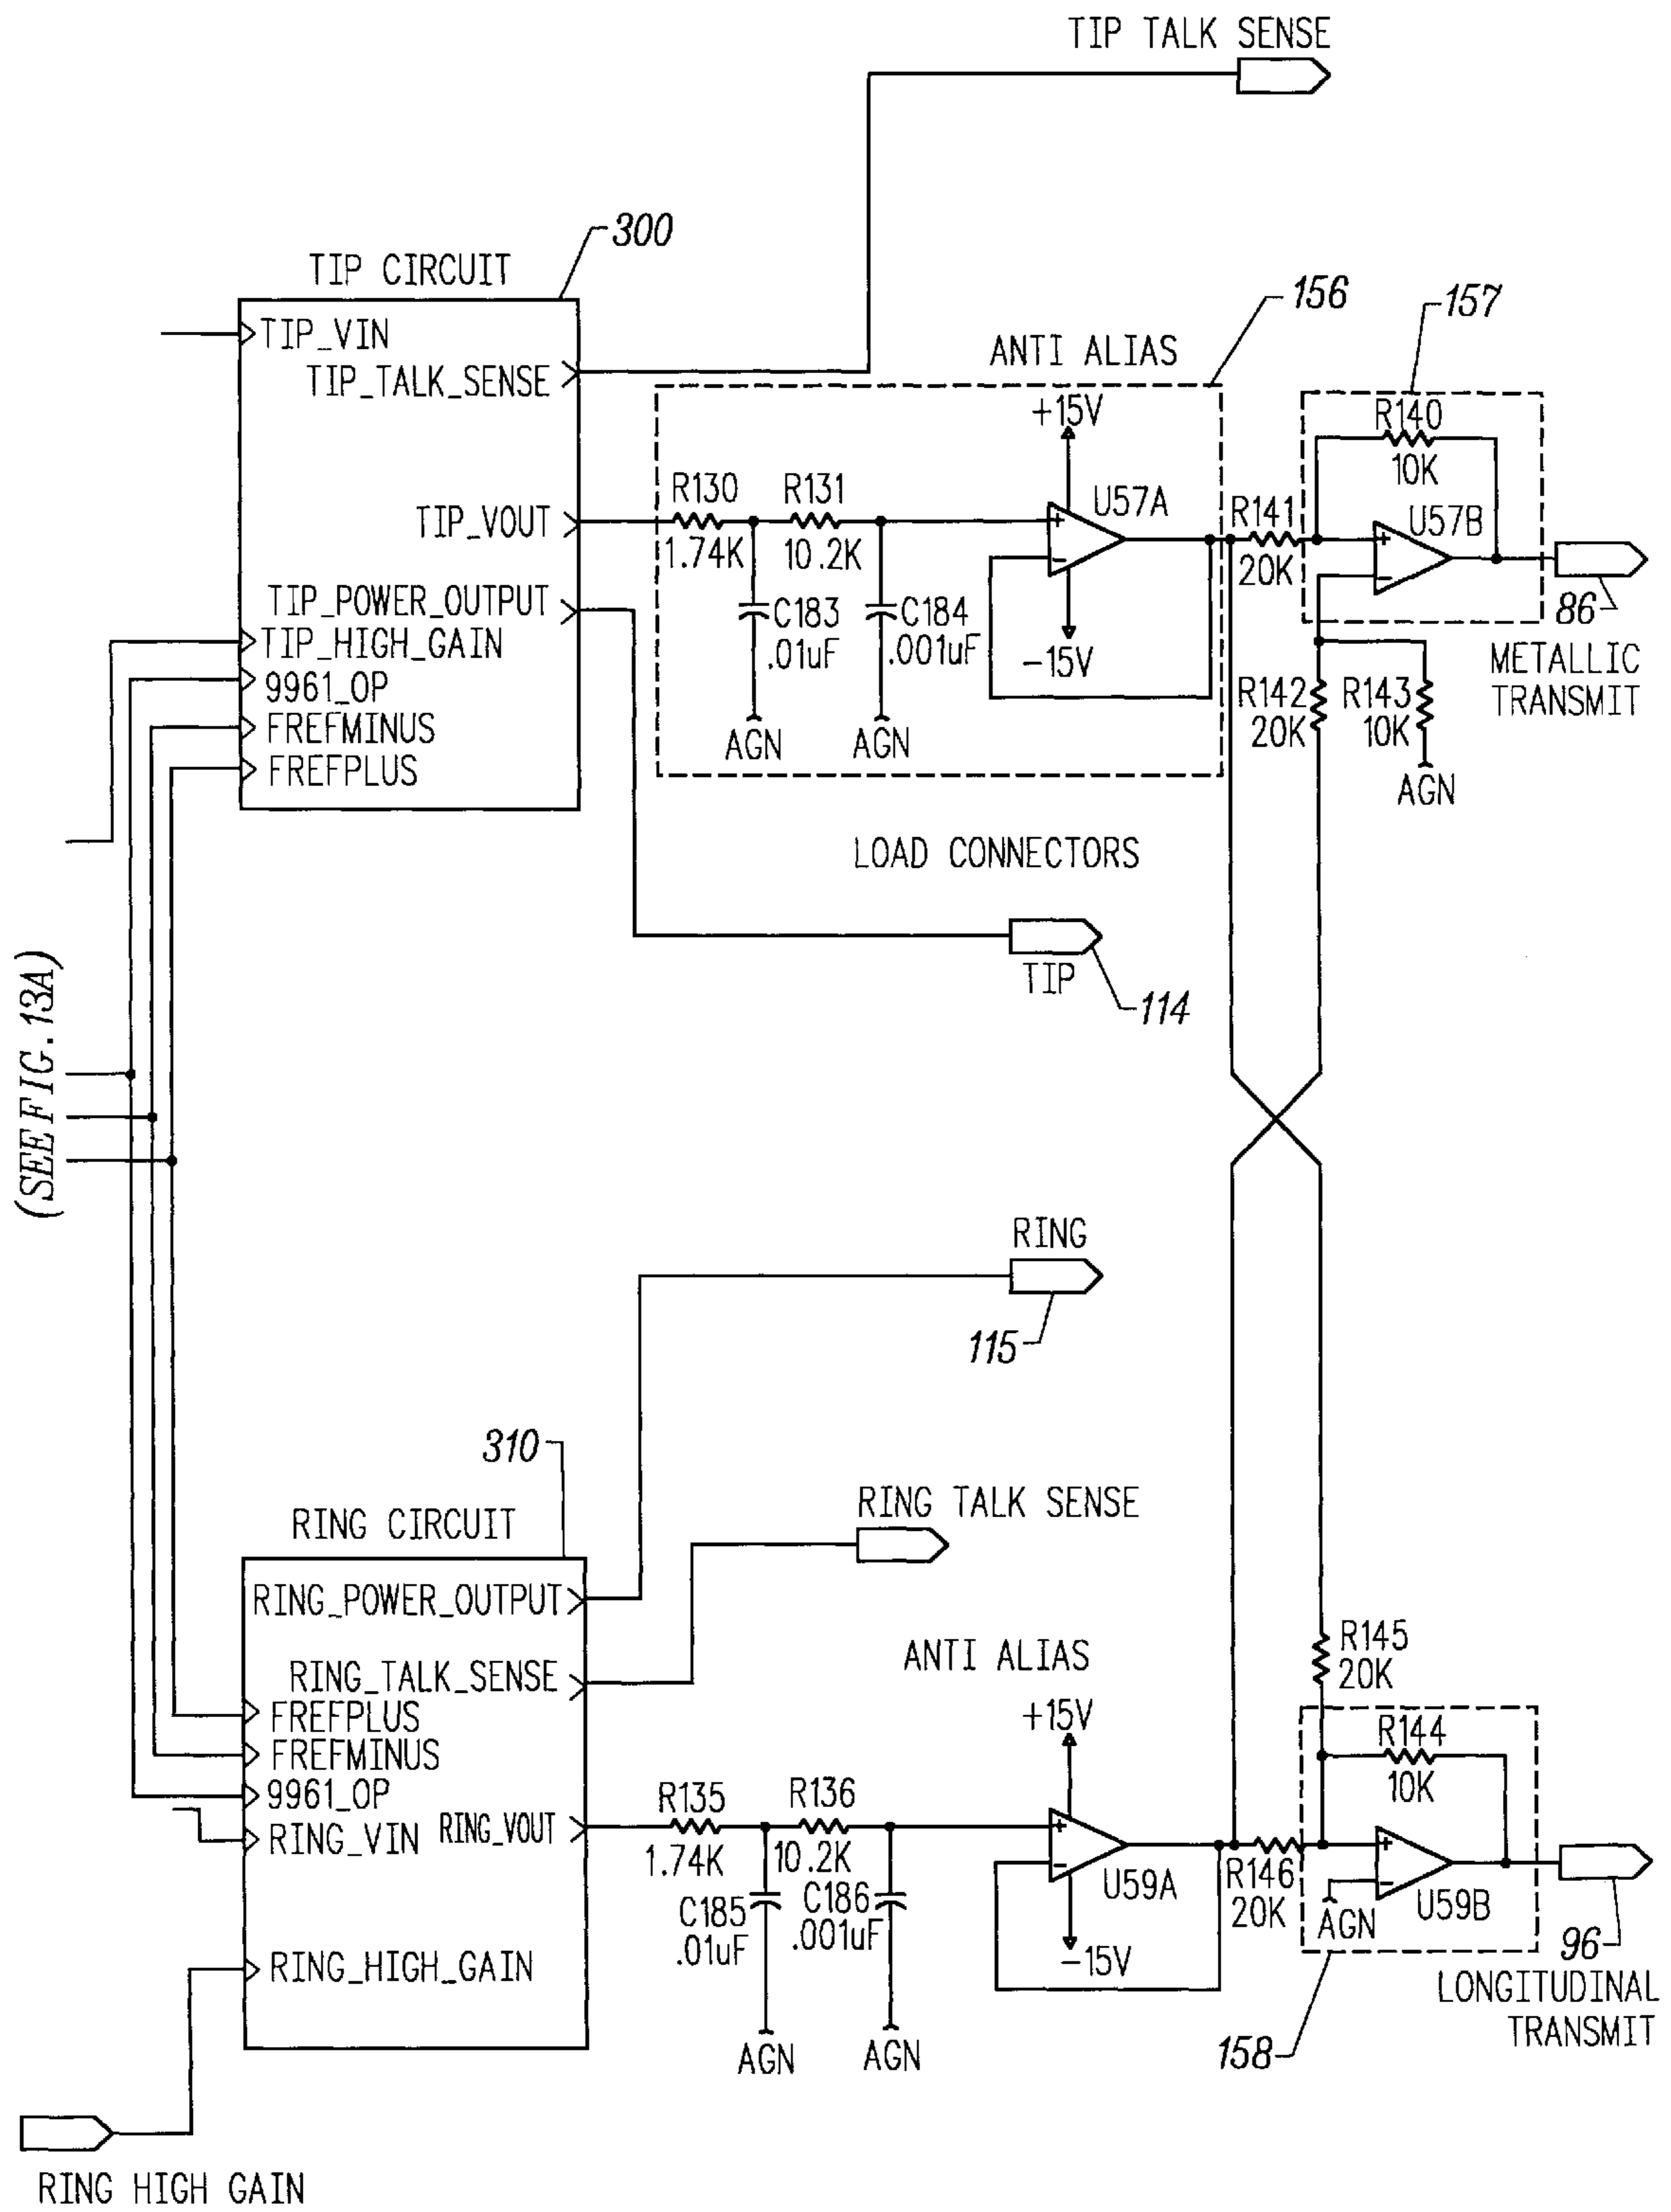 TIP TALK SENSE
300
TIP CIRCUIT
TIP_VIN
TIP_TALK_SENSE
TIP_VOUT
TIP_POWER_OUTPUT
TIP_HIGH_GAIN
9961_OP
FREFMINUS
FREFPLUS
156
ANTI ALIAS
+15V
R130
1.74K
R131
10.2K
U57A
C183
.01uF
C184
.001uF
-15V
AGN
AGN
157
R140
10K
R141
20K
U57B
86
METALLIC
TRANSMIT
R142
20K
R143
10K
AGN
LOAD CONNECTORS
TIP
114
(SEE FIG. 13A)
RING
115
310
RING CIRCUIT
RING TALK SENSE
RING_POWER_OUTPUT
RING_TALK_SENSE
FREFPLUS
FREFMINUS
9961_OP
RING_VIN
RING_VOUT
RING_HIGH_GAIN
ANTI ALIAS
+15V
R135
1.74K
R136
10.2K
C185
.01uF
C186
.001uF
U59A
-15V
AGN
AGN
R145
20K
R144
10K
R146
20K
AGN
U59B
96
LONGITUDINAL
TRANSMIT
158
RING HIGH GAIN